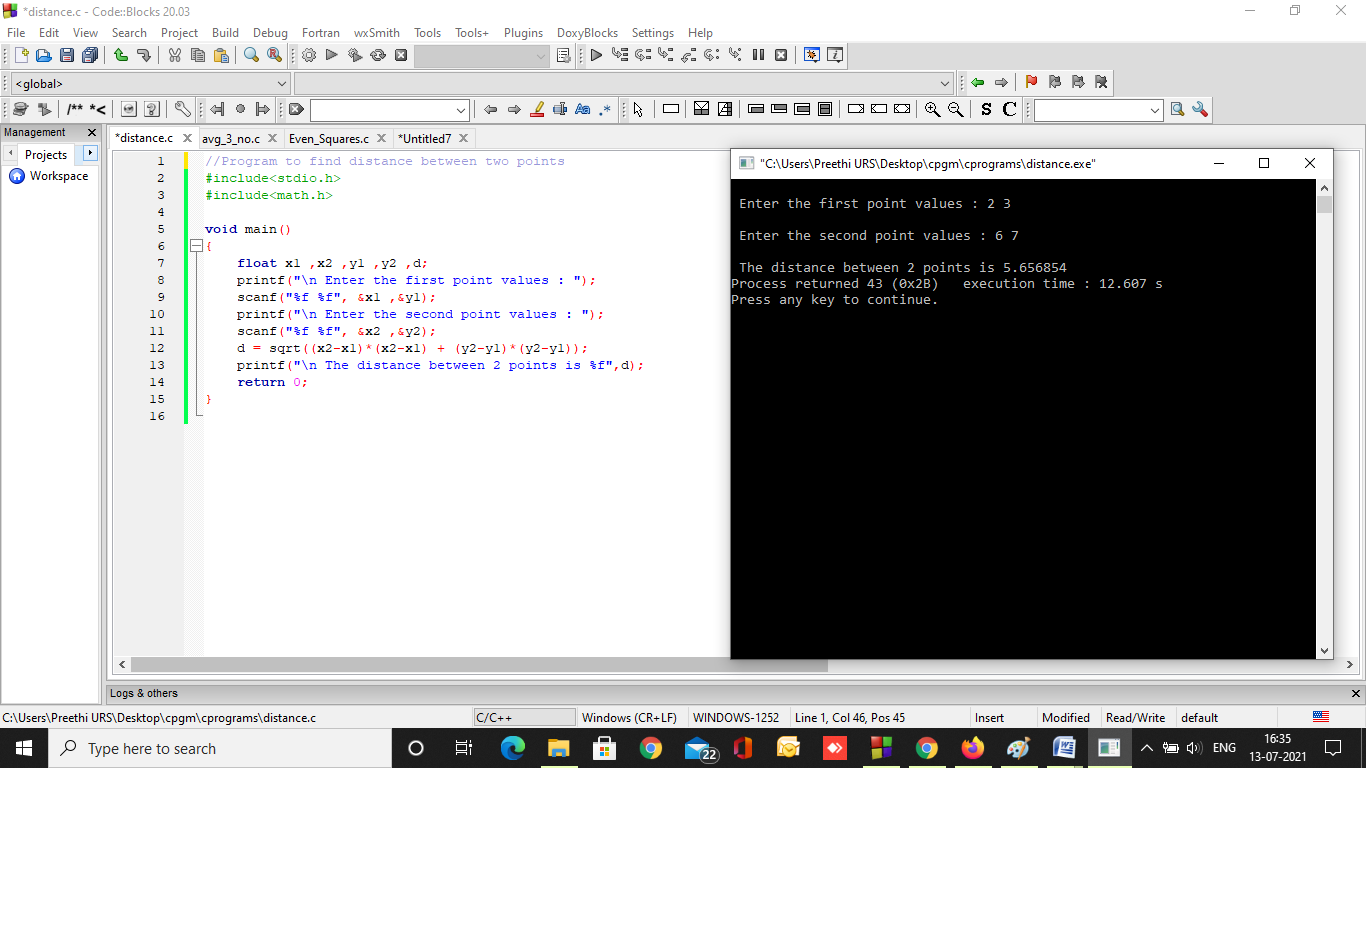 *distance.c - Code::Blocks 20.03
File Edit View Search Project Build Debug Fortran wxSmith Tools Tools+ Plugins DoxyBlocks Settings Help
<global>
/** *< Aa .* S C
Management
*distance.c avg_3_no.c Even_Squares.c *Untitled7
Projects
Workspace
1 //Program to find distance between two points
2 #include<stdio.h>
3 #include<math.h>
4
5 void main()
6 {
7 float x1 ,x2 ,y1 ,y2 ,d;
8 printf("\n Enter the first point values : ");
9 scanf("%f %f", &x1 ,&y1);
10 printf("\n Enter the second point values : ");
11 scanf("%f %f", &x2 ,&y2);
12 d = sqrt((x2-x1)*(x2-x1) + (y2-y1)*(y2-y1));
13 printf("\n The distance between 2 points is %f",d);
14 return 0;
15 }
16
"C:\Users\Preethi URS\Desktop\cpgm\cprograms\distance.exe"
Enter the first point values : 2 3
Enter the second point values : 6 7
The distance between 2 points is 5.656854
Process returned 43 (0x2B) execution time : 12.607 s
Press any key to continue.
Logs & others
C:\Users\Preethi URS\Desktop\cpgm\cprograms\distance.c C/C++ Windows (CR+LF) WINDOWS-1252 Line 1, Col 46, Pos 45 Insert Modified Read/Write default
Type here to search
22
ENG
16:35
13-07-2021